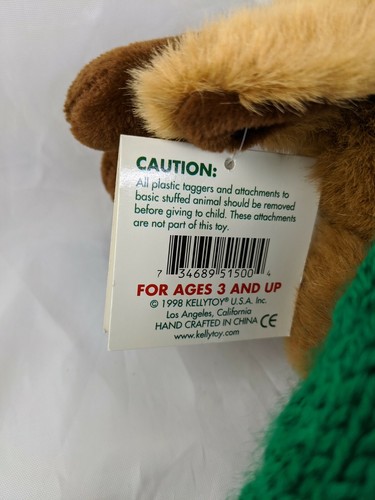 CAUTION:
All plastic taggers and attachments to
basic stuffed animal should be removed
before giving to child. These attachments
are not part of this toy.
7 34689 51500 4
FOR AGES 3 AND UP
© 1998 KELLYTOY® U.S.A. Inc.
Los Angeles, California
HAND CRAFTED IN CHINA CE
www.kellytoy.com